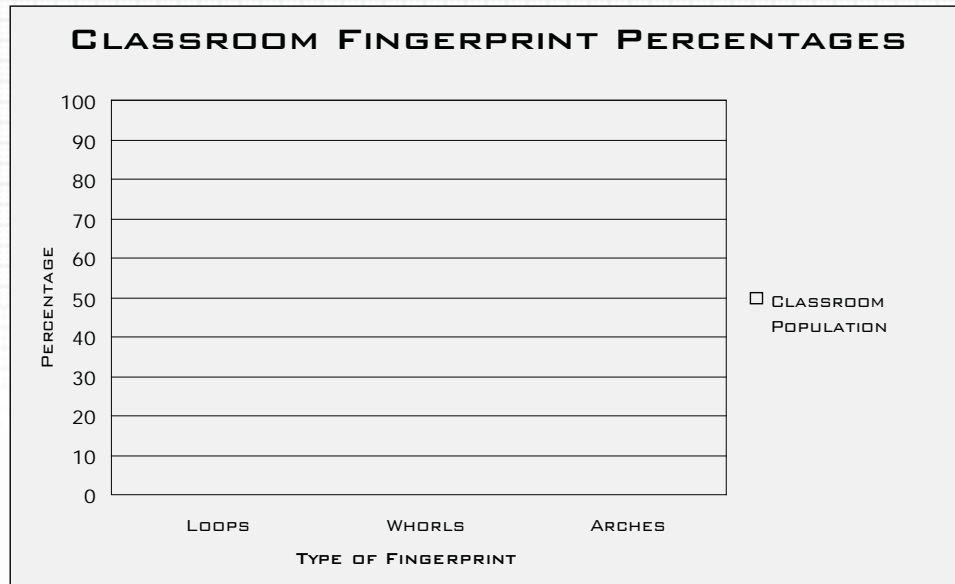 CLASSROOM FINGERPRINT PERCENTAGES
100
90
80
70
60
50
40
30
20
10
0
PERCENTAGE
LOOPS WHORLS ARCHES
TYPE OF FINGERPRINT
CLASSROOM
POPULATION